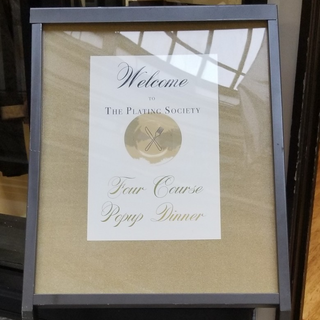 Welcome
TO
THE PLATING SOCIETY
Four Course
Popup Dinner